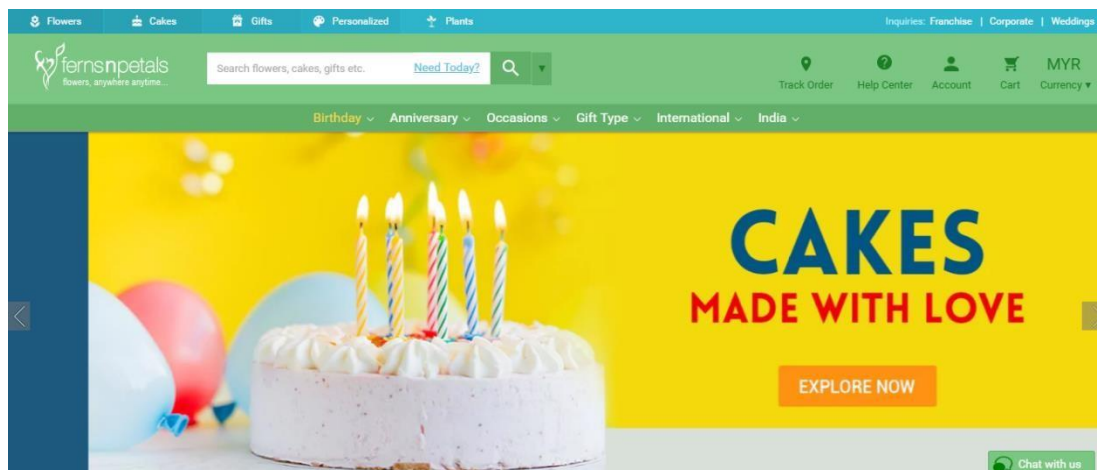 Flowers Cakes Gifts Personalized Plants Inquiries: Franchise | Corporate | Weddings
fernsnpetals
flowers, anywhere anytime...
Search flowers, cakes, gifts etc. Need Today?
Track Order Help Center Account Cart MYR
Currency ▾
Birthday Anniversary Occasions Gift Type International India
CAKES
MADE WITH LOVE
EXPLORE NOW
Chat with us